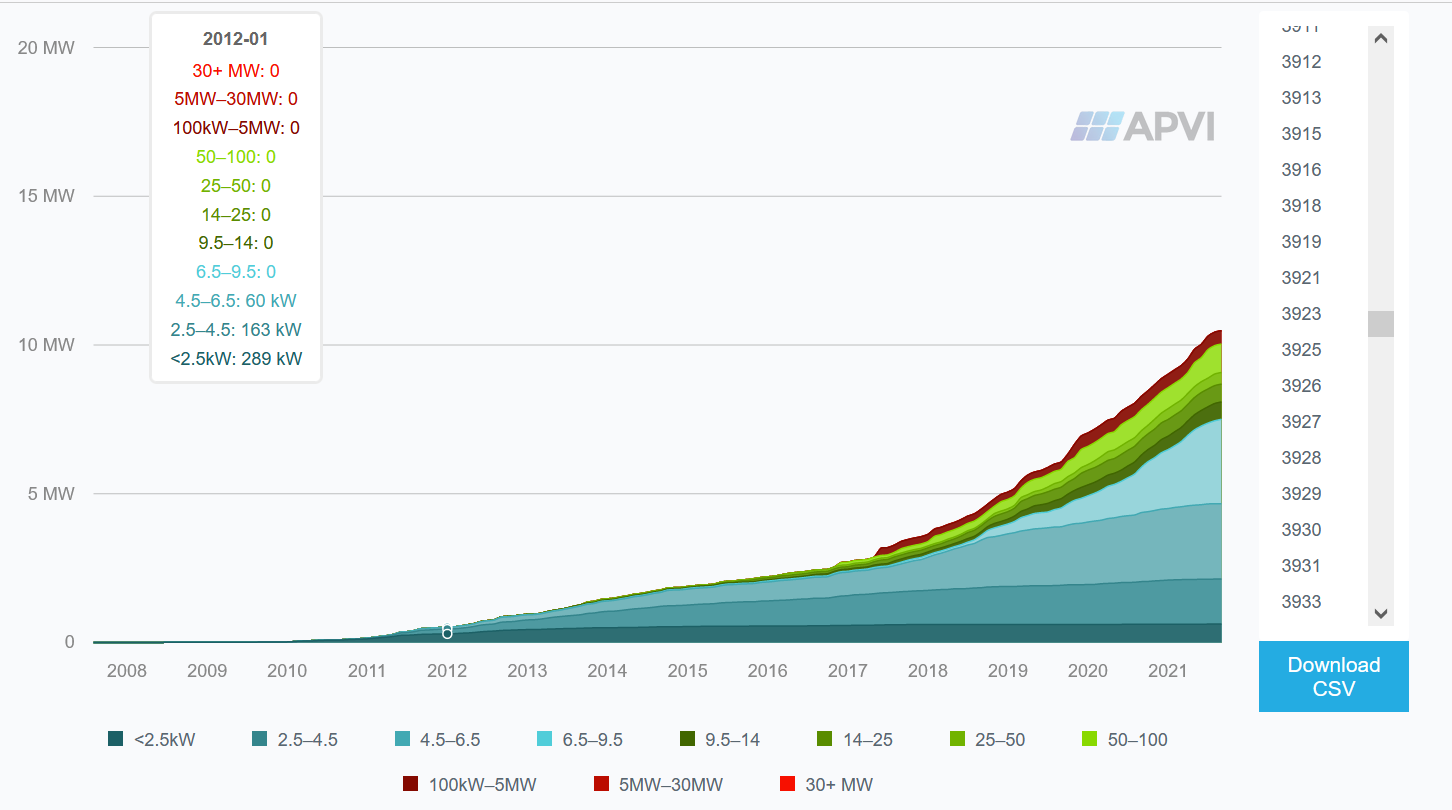 20 MW
15 MW
10 MW
5 MW
0
2012-01
30+ MW: 0
5MW–30MW: 0
100kW–5MW: 0
50–100: 0
25–50: 0
14–25: 0
9.5–14: 0
6.5–9.5: 0
4.5–6.5: 60 kW
2.5–4.5: 163 kW
<2.5kW: 289 kW
APVI
2008 2009 2010 2011 2012 2013 2014 2015 2016 2017 2018 2019 2020 2021
<2.5kW 2.5–4.5 4.5–6.5 6.5–9.5 9.5–14 14–25 25–50 50–100
100kW–5MW 5MW–30MW 30+ MW
3911
3912
3913
3915
3916
3918
3919
3921
3923
3925
3926
3927
3928
3929
3930
3931
3933
Download
CSV